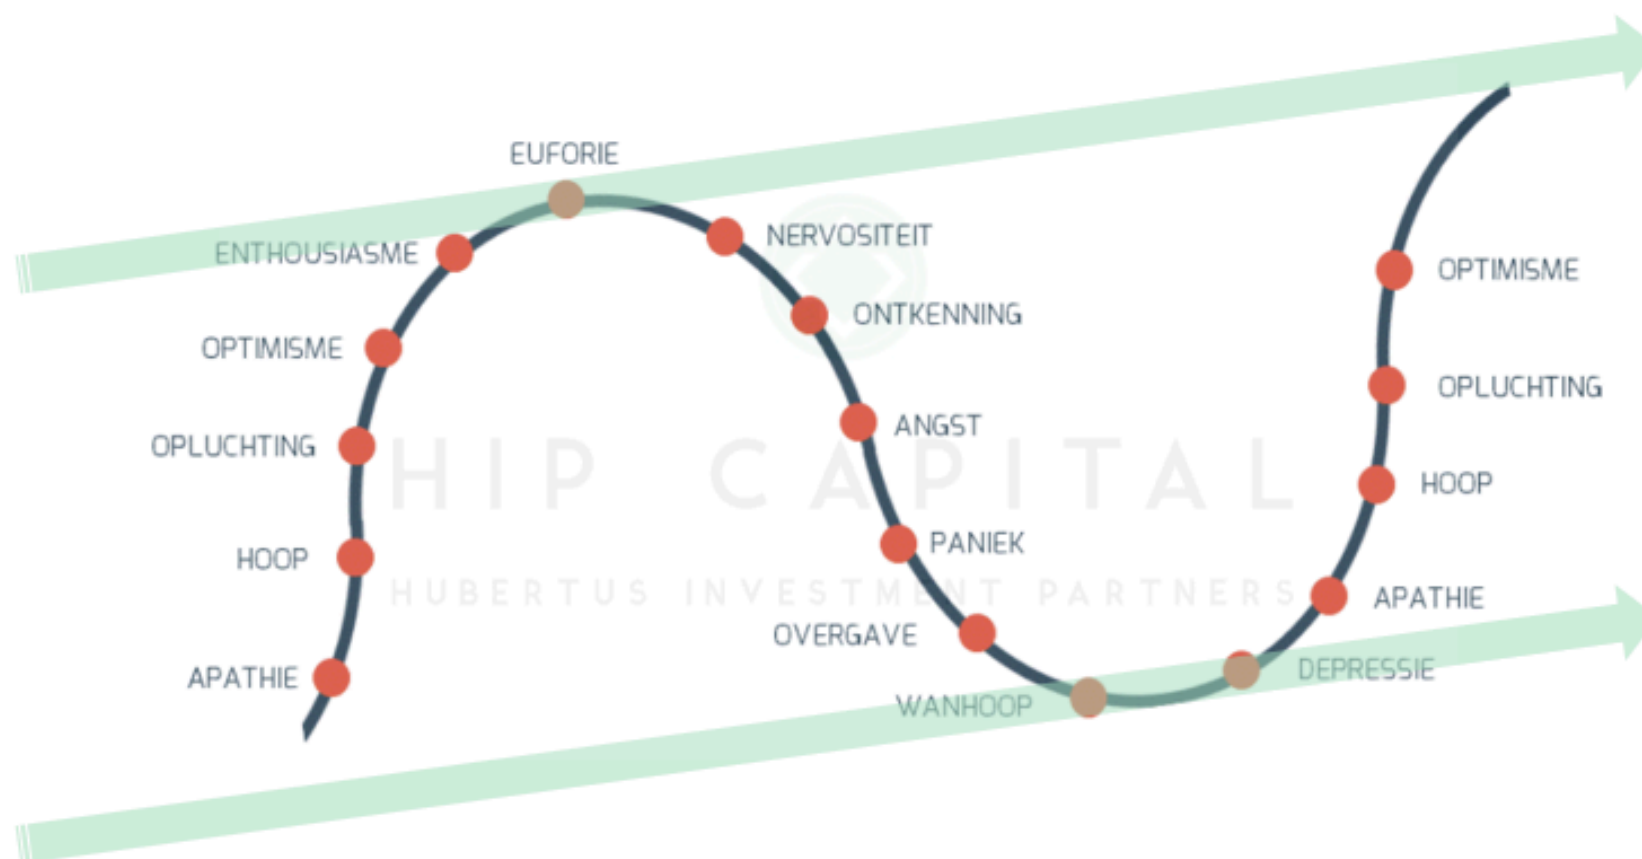 EUFORIE
ENTHOUSIASME
NERVOSITEIT
OPTIMISME
ONTKENNING
OPTIMISME
OPLUCHTING
ANGST
OPLUCHTING
HIP CAPITAL
HOOP
PANIEK
HOOP
HUBERTUS INVESTMENT PARTNERS
OVERGAVE
APATHIE
APATHIE
WANHOOP
DEPRESSIE